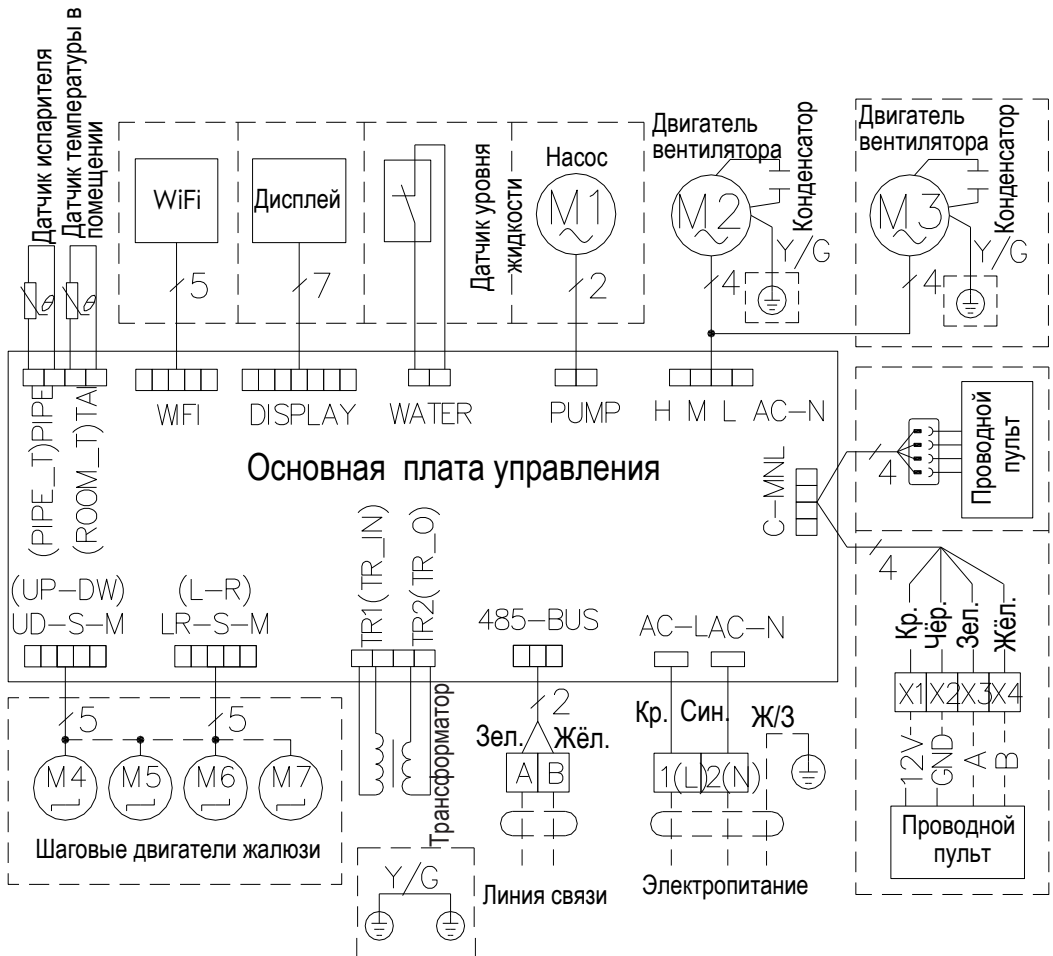 Датчик испарителя
Датчик температуры в
помещении
θ
θ
WiFi
5
Дисплей
7
Датчик уровня
жидкости
Насос
M1
2
Двигатель
вентилятора
M2
Конденсатор
Y/G
4
Двигатель
вентилятора
M3
Конденсатор
Y/G
4
(PIPE_T)PIPE
(ROOM_T)TAI
WIFI
DISPLAY
WATER
PUMP
H M L AC-N
Основная плата управления
C-MNL
4
Проводной
пульт
4
Кр.
Чёр.
Зел.
Жёл.
X1
X2
X3
X4
12V
GND
A
B
Проводной
пульт
(UP-DW)
UD-S-M
(L-R)
LR-S-M
TR1(TR_IN)
TR2(TR_O)
485-BUS
AC-L
AC-N
5
5
M4
M5
M6
M7
Шаговые двигатели жалюзи
Трансформатор
Y/G
2
Зел.
Жёл.
A
B
Линия связи
Кр.
Син.
Ж/З
1(L)
2(N)
Электропитание